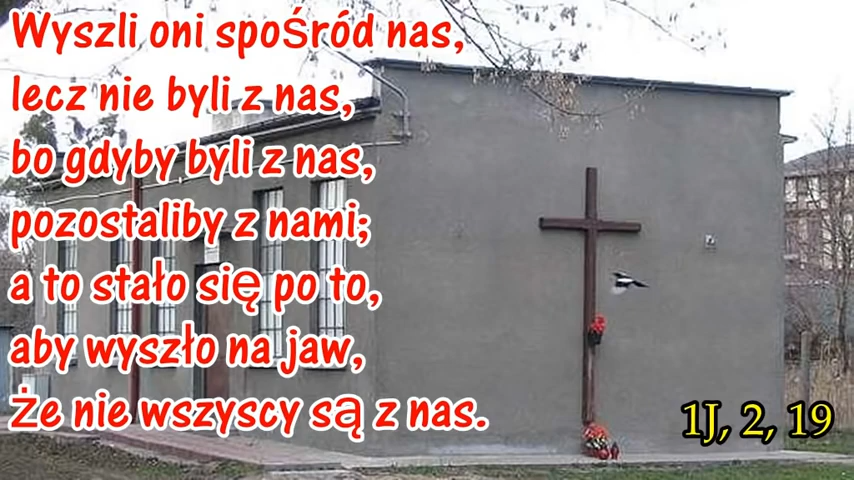 Wyszli oni spośród nas,
lecz nie byli z nas,
bo gdyby byli z nas,
pozostaliby z nami;
a to stało się po to,
aby wyszło na jaw,
Że nie wszyscy są z nas.
1J, 2, 19